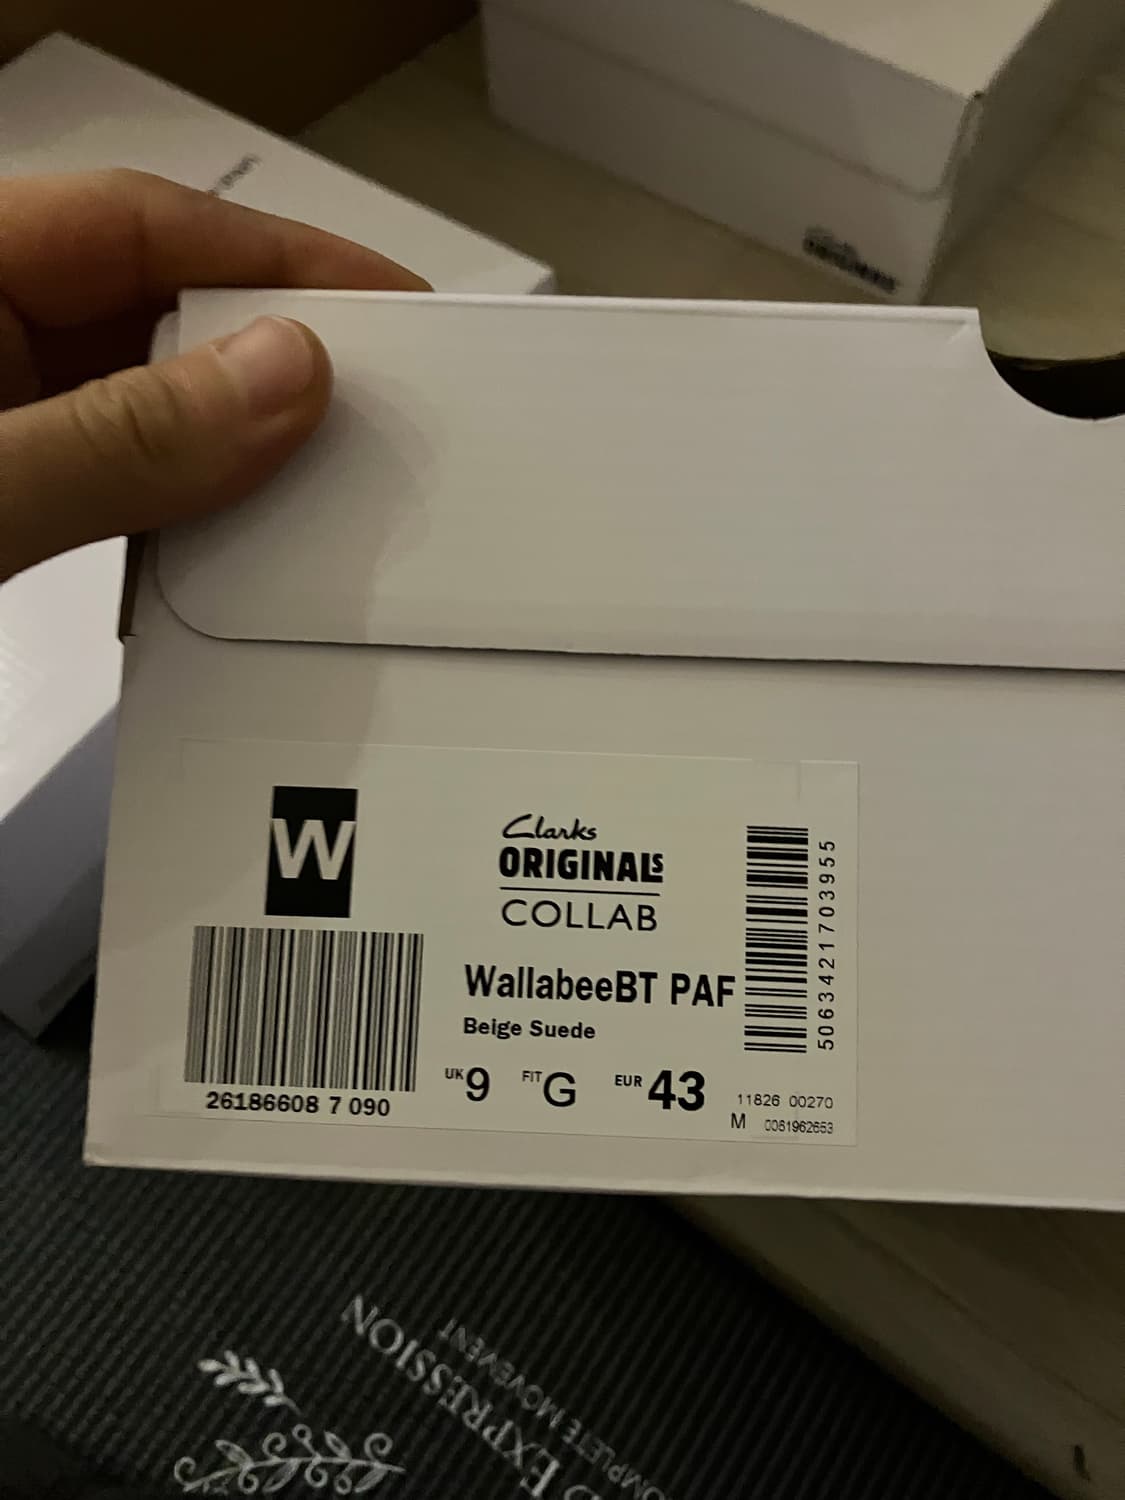 ORIGINALS
W
Clarks
ORIGINALS
COLLAB
WallabeeBT PAF
Beige Suede
UK 9 FIT G EUR 43
26186608 7 090
5063421703955
11826 00270
M 0061962653
EXPRESSION
MOVEMENT